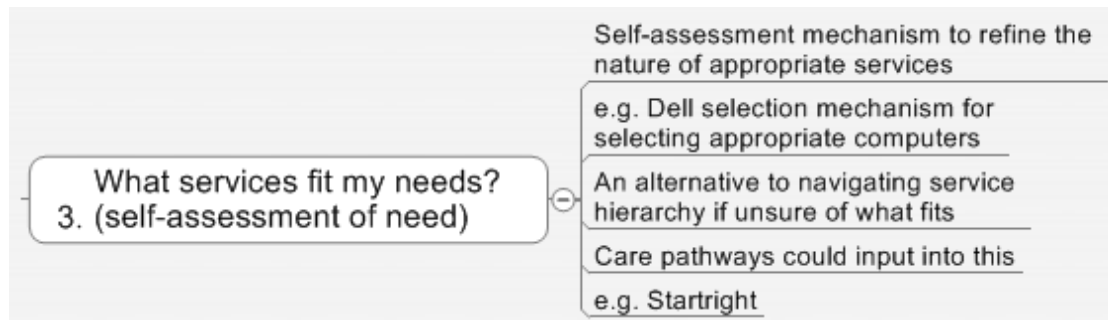 What services fit my needs?
3. (self-assessment of need)
Self-assessment mechanism to refine the
nature of appropriate services
e.g. Dell selection mechanism for
selecting appropriate computers
An alternative to navigating service
hierarchy if unsure of what fits
Care pathways could input into this
e.g. Startright